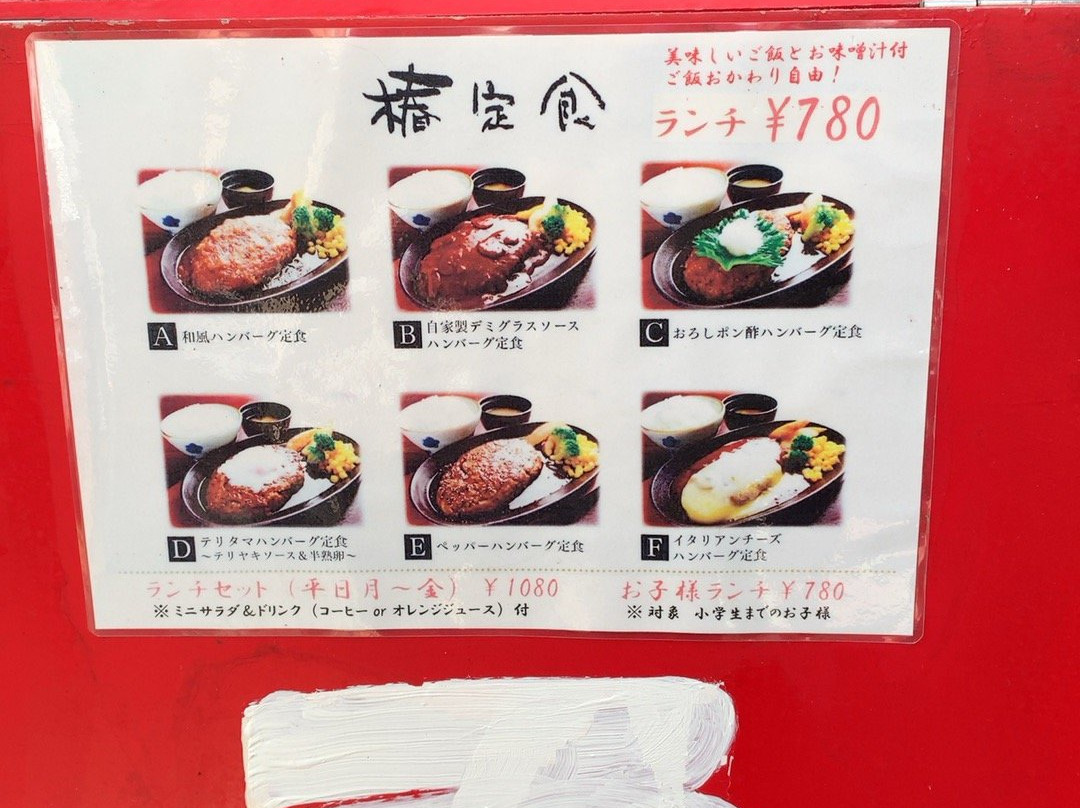 椿定食
美味しいご飯とお味噌汁付
ご飯おかわり自由！
ランチ ¥780
A 和風ハンバーグ定食
B 自家製デミグラスソース
ハンバーグ定食
C おろしポン酢ハンバーグ定食
D テリタマハンバーグ定食
～テリヤキソース＆半熟卵～
E ペッパーハンバーグ定食
F イタリアンチーズ
ハンバーグ定食
ランチセット（平日月～金）¥1080
※ミニサラダ＆ドリンク（コーヒー or オレンジジュース）付
お子様ランチ ¥780
※対象 小学生までのお子様